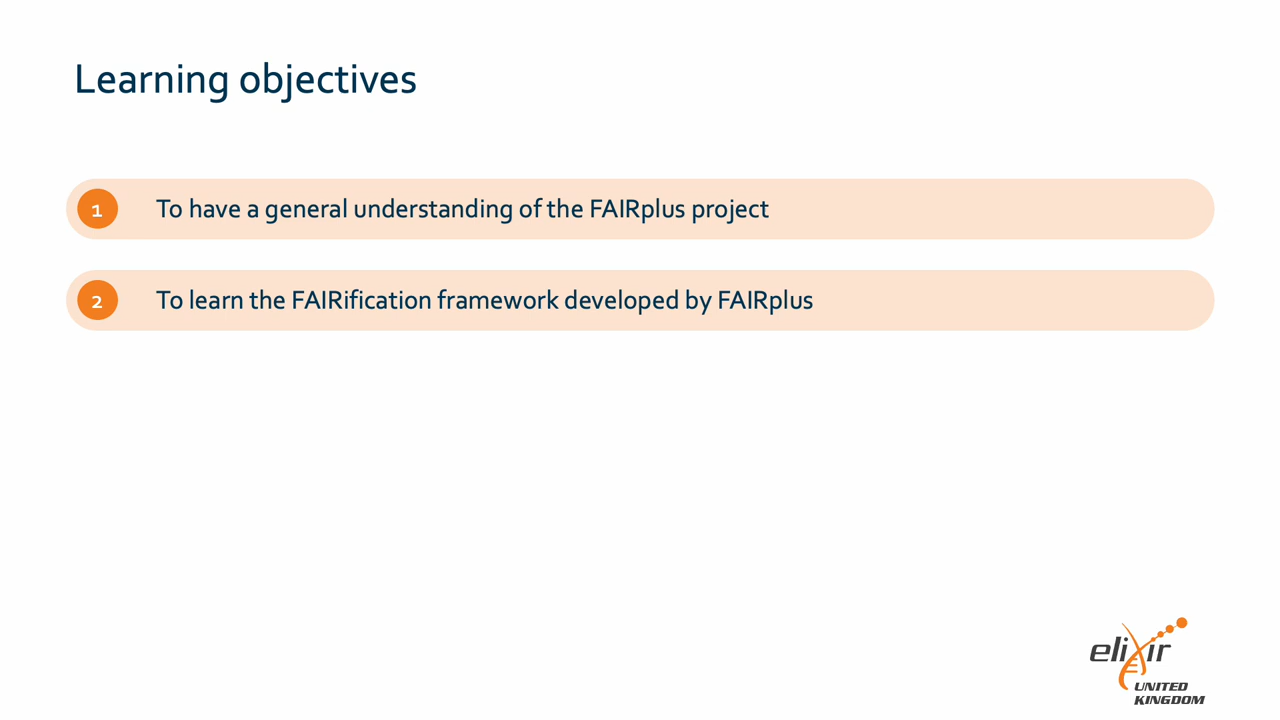 Learning objectives
1 To have a general understanding of the FAIRplus project
2 To learn the FAIRification framework developed by FAIRplus
elixir
UNITED
KINGDOM